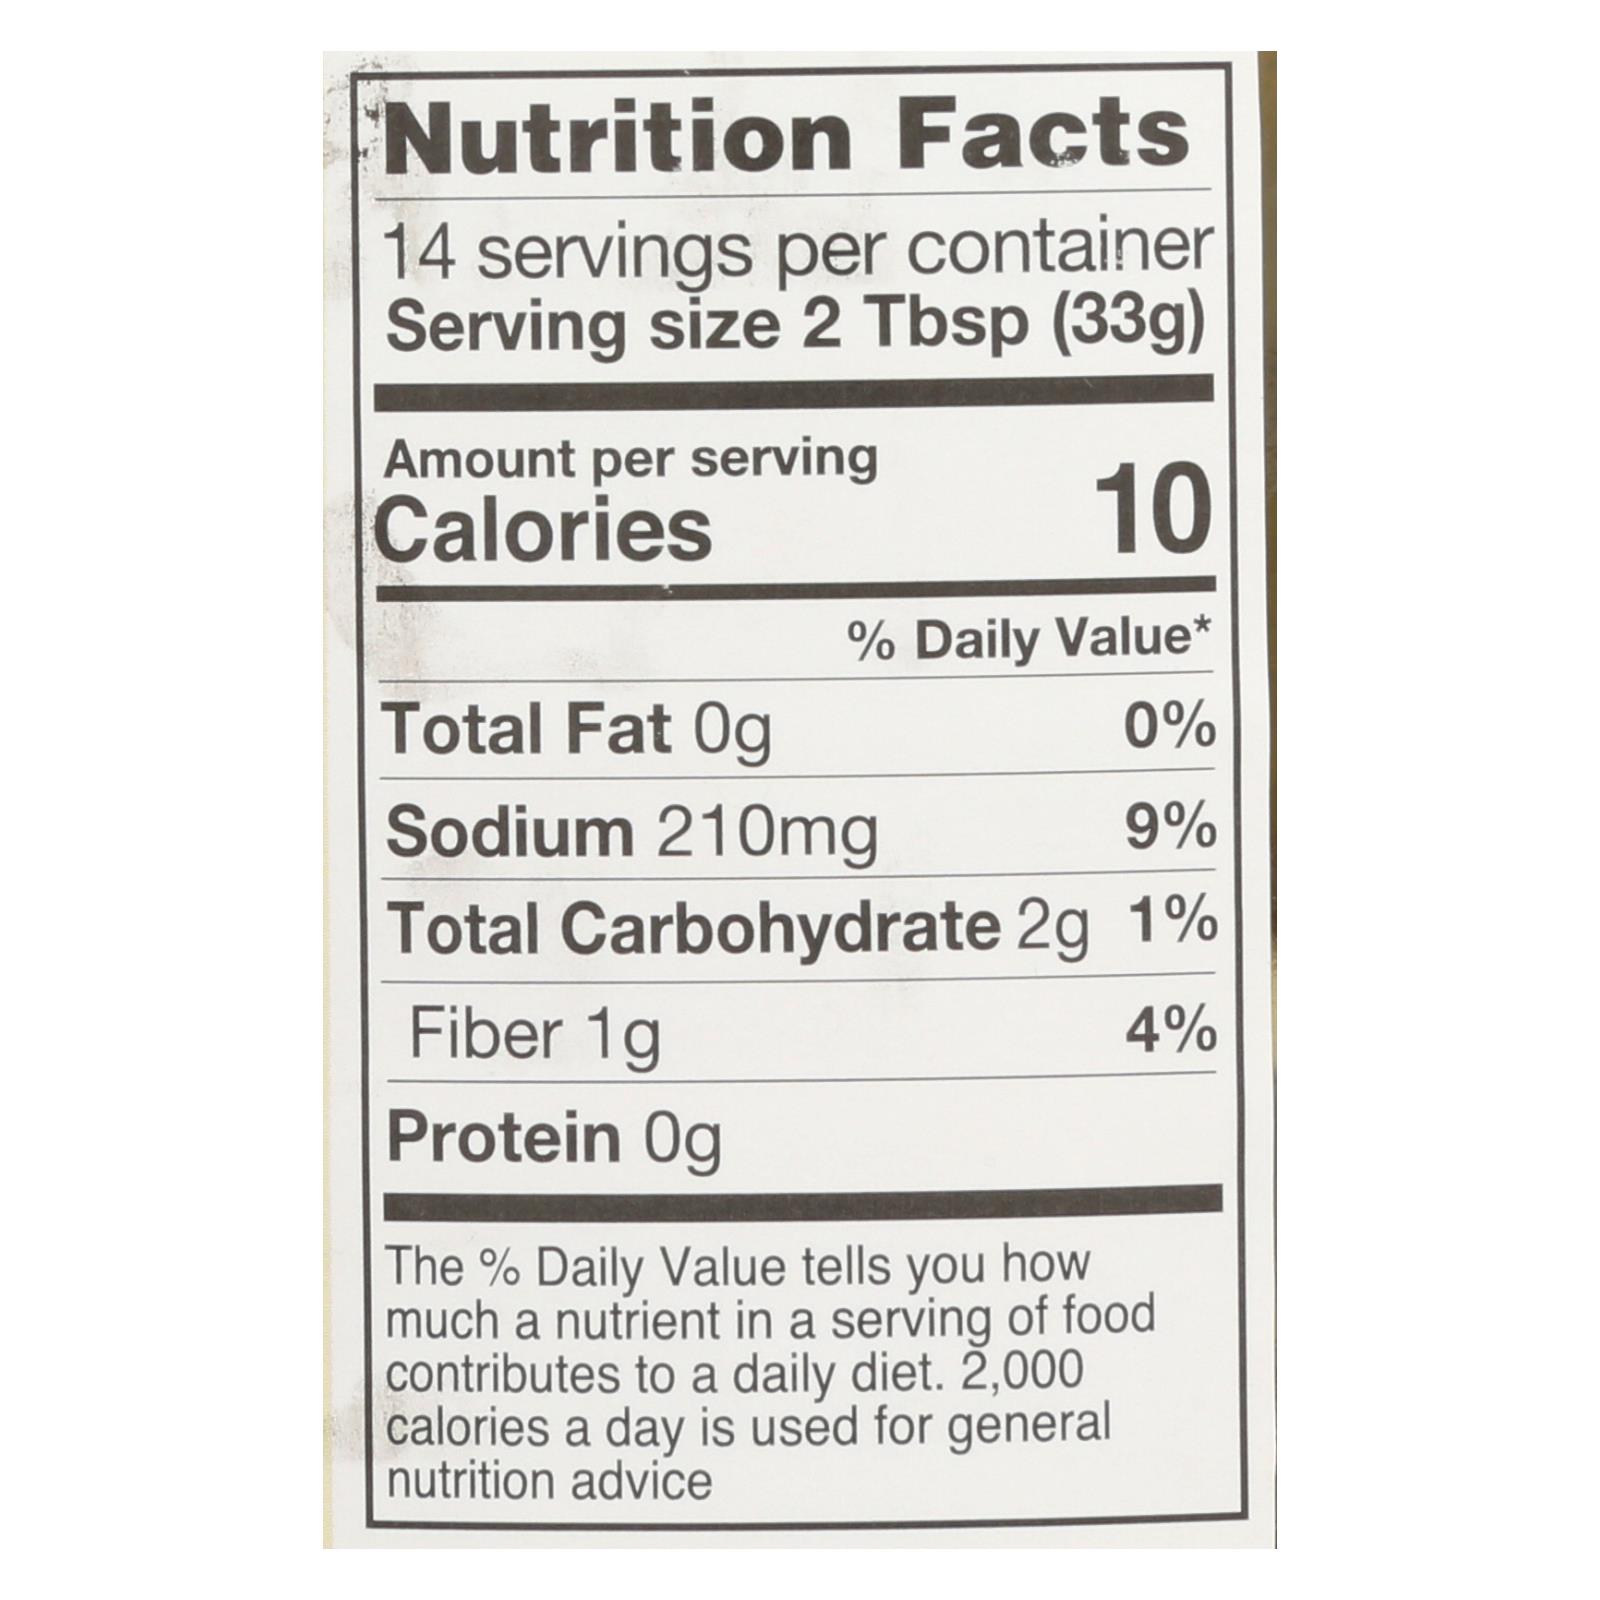 Nutrition Facts
14 servings per container
Serving size 2 Tbsp (33g)
Amount per serving
Calories 10
% Daily Value*
Total Fat 0g 0%
Sodium 210mg 9%
Total Carbohydrate 2g 1%
Fiber 1g 4%
Protein 0g
The % Daily Value tells you how
much a nutrient in a serving of food
contributes to a daily diet. 2,000
calories a day is used for general
nutrition advice